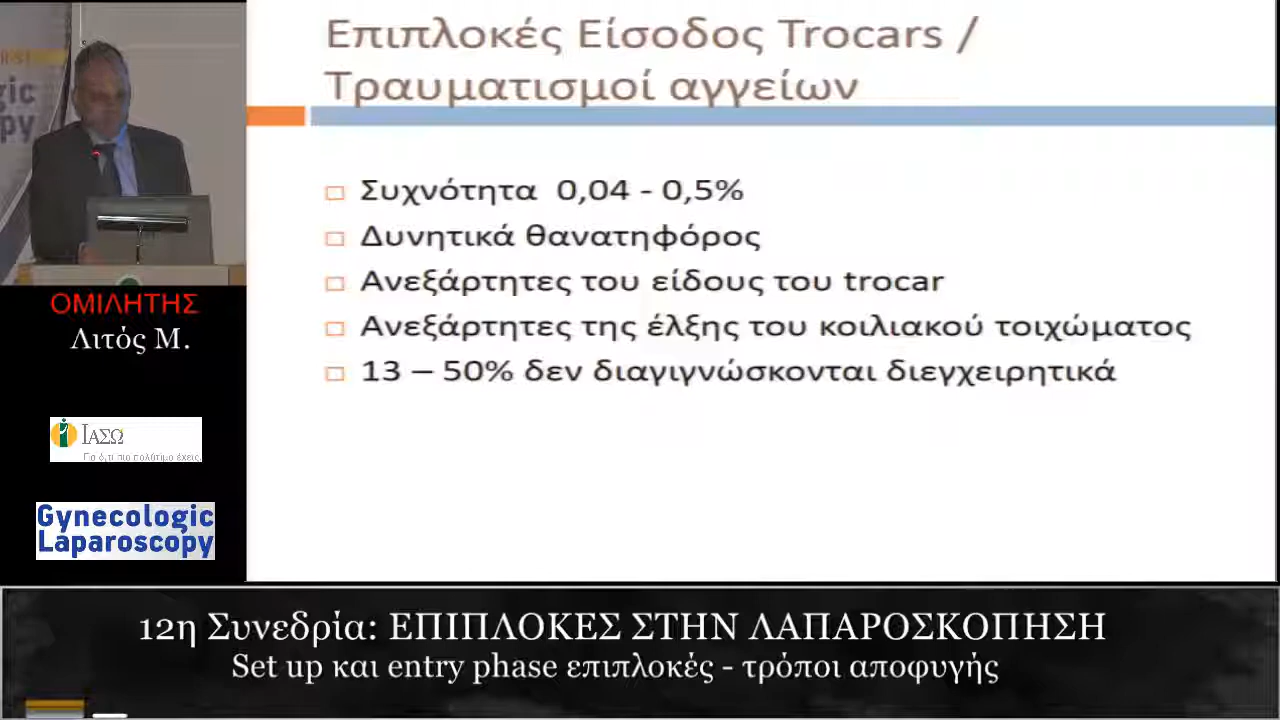 Επιπλοκές Είσοδος Trocars /
Τραυματισμοί αγγείων
Συχνότητα 0,04 - 0,5%
Δυνητικά θανατηφόρος
Ανεξάρτητες του είδους του trocar
Ανεξάρτητες της έλξης του κοιλιακού τοιχώματος
13 – 50% δεν διαγιγνώσκονται διεγχειρητικά
gic
py
ΟΜΙΛΗΤΗΣ
Λιτός Μ.
ΙΑΣΩ
Για ό,τι πιο πολύτιμο έχεις.
Gynecologic
Laparoscopy
12η Συνεδρία: ΕΠΙΠΛΟΚΕΣ ΣΤΗΝ ΛΑΠΑΡΟΣΚΟΠΗΣΗ
Set up και entry phase επιπλοκές - τρόποι αποφυγής